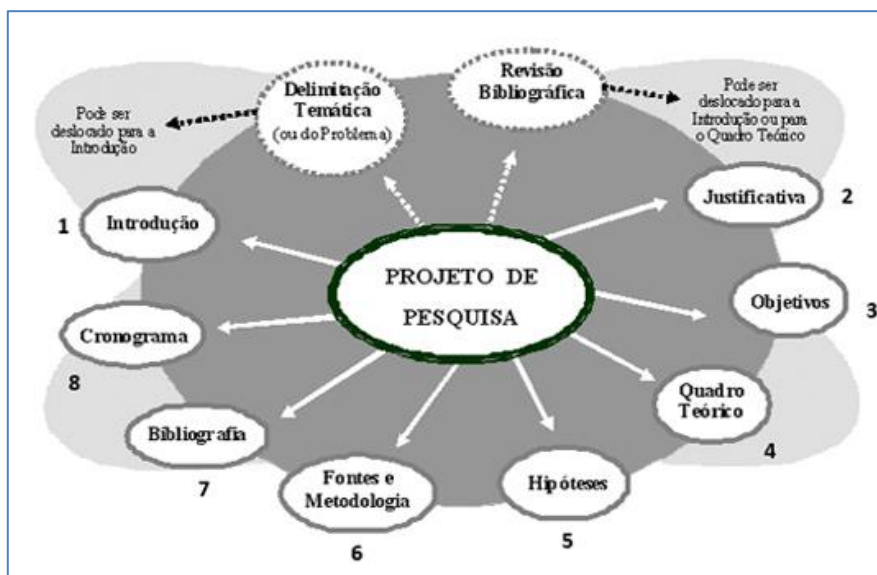 Delimitação
Temática
(ou do Problema)
Revisão
Bibliográfica
Pode ser
deslocado para a
Introdução
Pode ser
deslocado para a
Introdução ou para
o Quadro Teórico
1
Introdução
Justificativa
2
PROJETO DE
PESQUISA
Objetivos
3
Cronograma
8
Quadro
Teórico
4
Bibliografia
7
Fontes e
Metodologia
6
Hipóteses
5